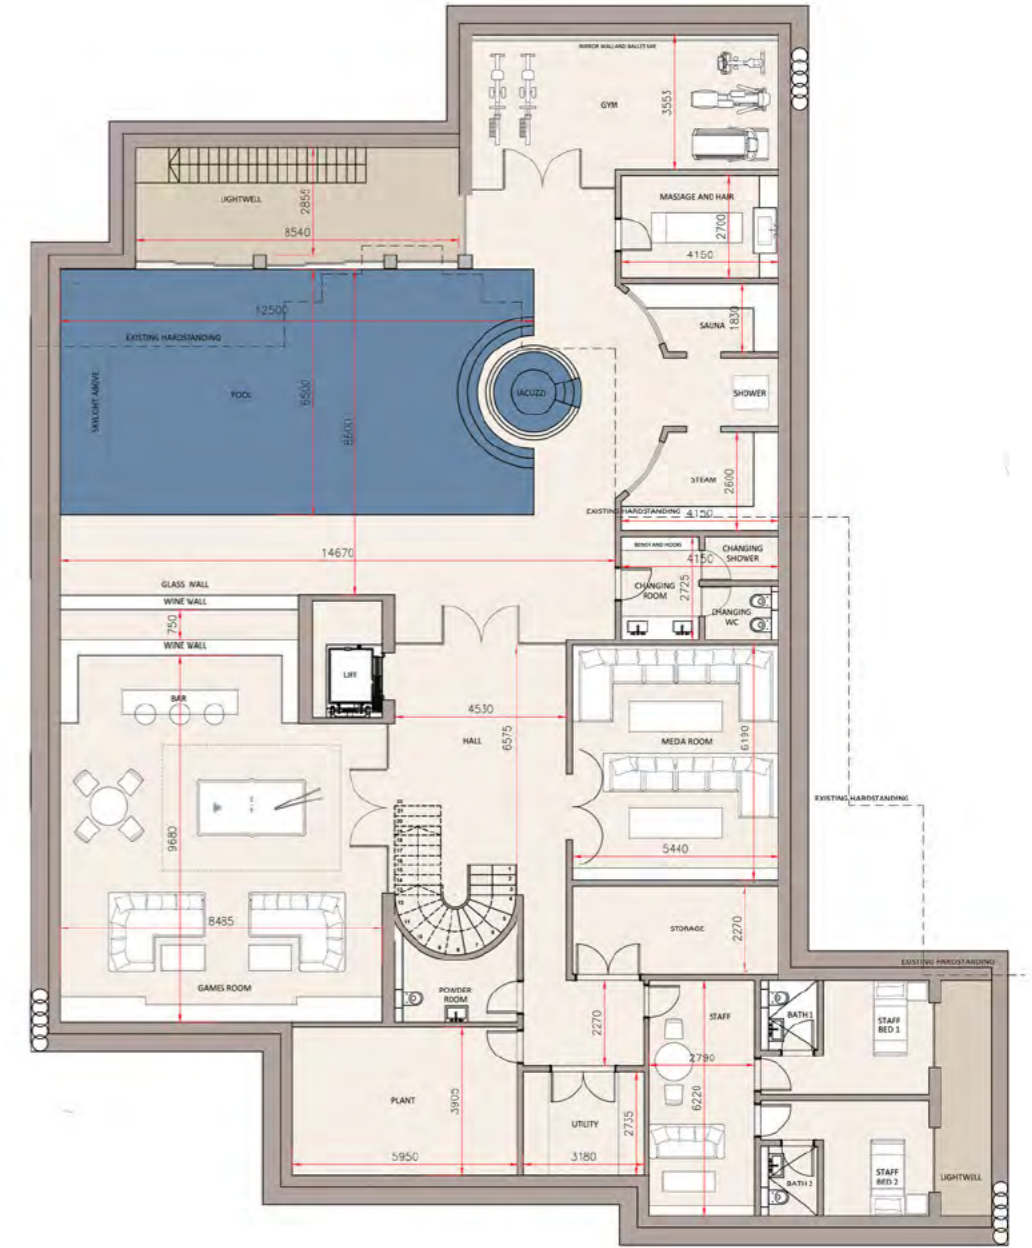 MIRROR WALL AND BALLET BAR
GYM
3553
LIGHTWELL
2855
8540
MASSAGE AND HAIR
2700
4150
12500
EXISTING HARDSTANDING
SKYLIGHT ABOVE
POOL
6500
8600
JACUZZI
SAUNA
1830
SHOWER
STEAM
2600
EXISTING HARDSTANDING
4150
14670
BENCH AND HOOKS
4150
CHANGING
SHOWER
CHANGING
ROOM
2725
CHANGING
WC
GLASS WALL
WINE WALL
750
WINE WALL
LIFT
BAR
4530
HALL
6575
MEDA ROOM
6190
5440
EXISTING HARDSTANDING
9680
8485
GAMES ROOM
STORAGE
2270
EXISTING HARDSTANDING
POWDER
ROOM
2270
STAFF
2790
6220
BATH 1
STAFF
BED 1
PLANT
3905
5950
UTILITY
2735
3180
BATH 2
STAFF
BED 2
LIGHTWELL